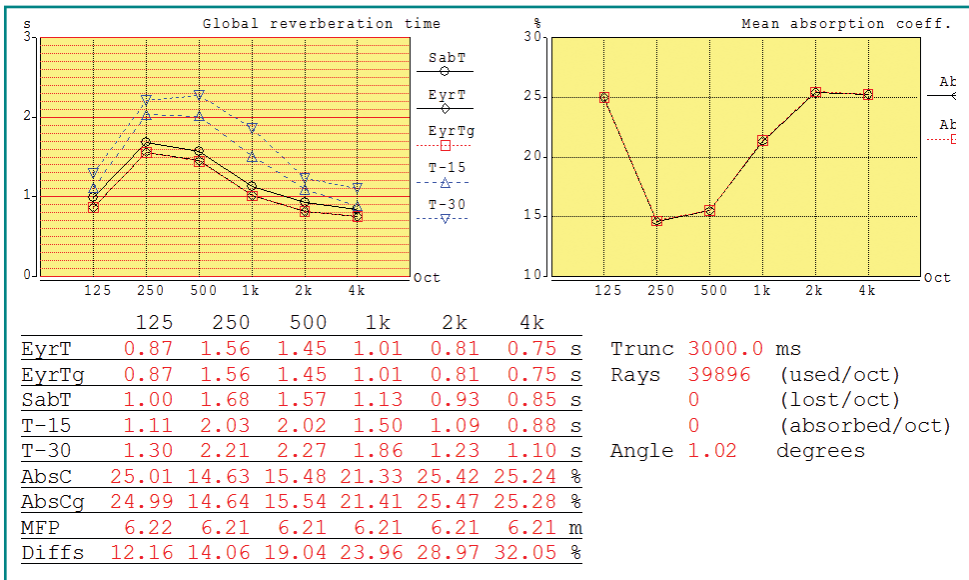 s Global reverberation time
3
2
1
0
125 250 500 1k 2k 4k
Oct
SabT
EyrT
EyrTg
T-15
T-30
% Mean absorption coeff.
30
25
20
15
10
125 250 500 1k 2k 4k
Oct
Ab
Ab
125 250 500 1k 2k 4k
EyrT 0.87 1.56 1.45 1.01 0.81 0.75 s
EyrTg 0.87 1.56 1.45 1.01 0.81 0.75 s
SabT 1.00 1.68 1.57 1.13 0.93 0.85 s
T-15 1.11 2.03 2.02 1.50 1.09 0.88 s
T-30 1.30 2.21 2.27 1.86 1.23 1.10 s
AbsC 25.01 14.63 15.48 21.33 25.42 25.24 %
AbsCg 24.99 14.64 15.54 21.41 25.47 25.28 %
MFP 6.22 6.21 6.21 6.21 6.21 6.21 m
Diffs 12.16 14.06 19.04 23.96 28.97 32.05 %
Trunc 3000.0 ms
Rays 39896 (used/oct)
0 (lost/oct)
0 (absorbed/oct)
Angle 1.02 degrees